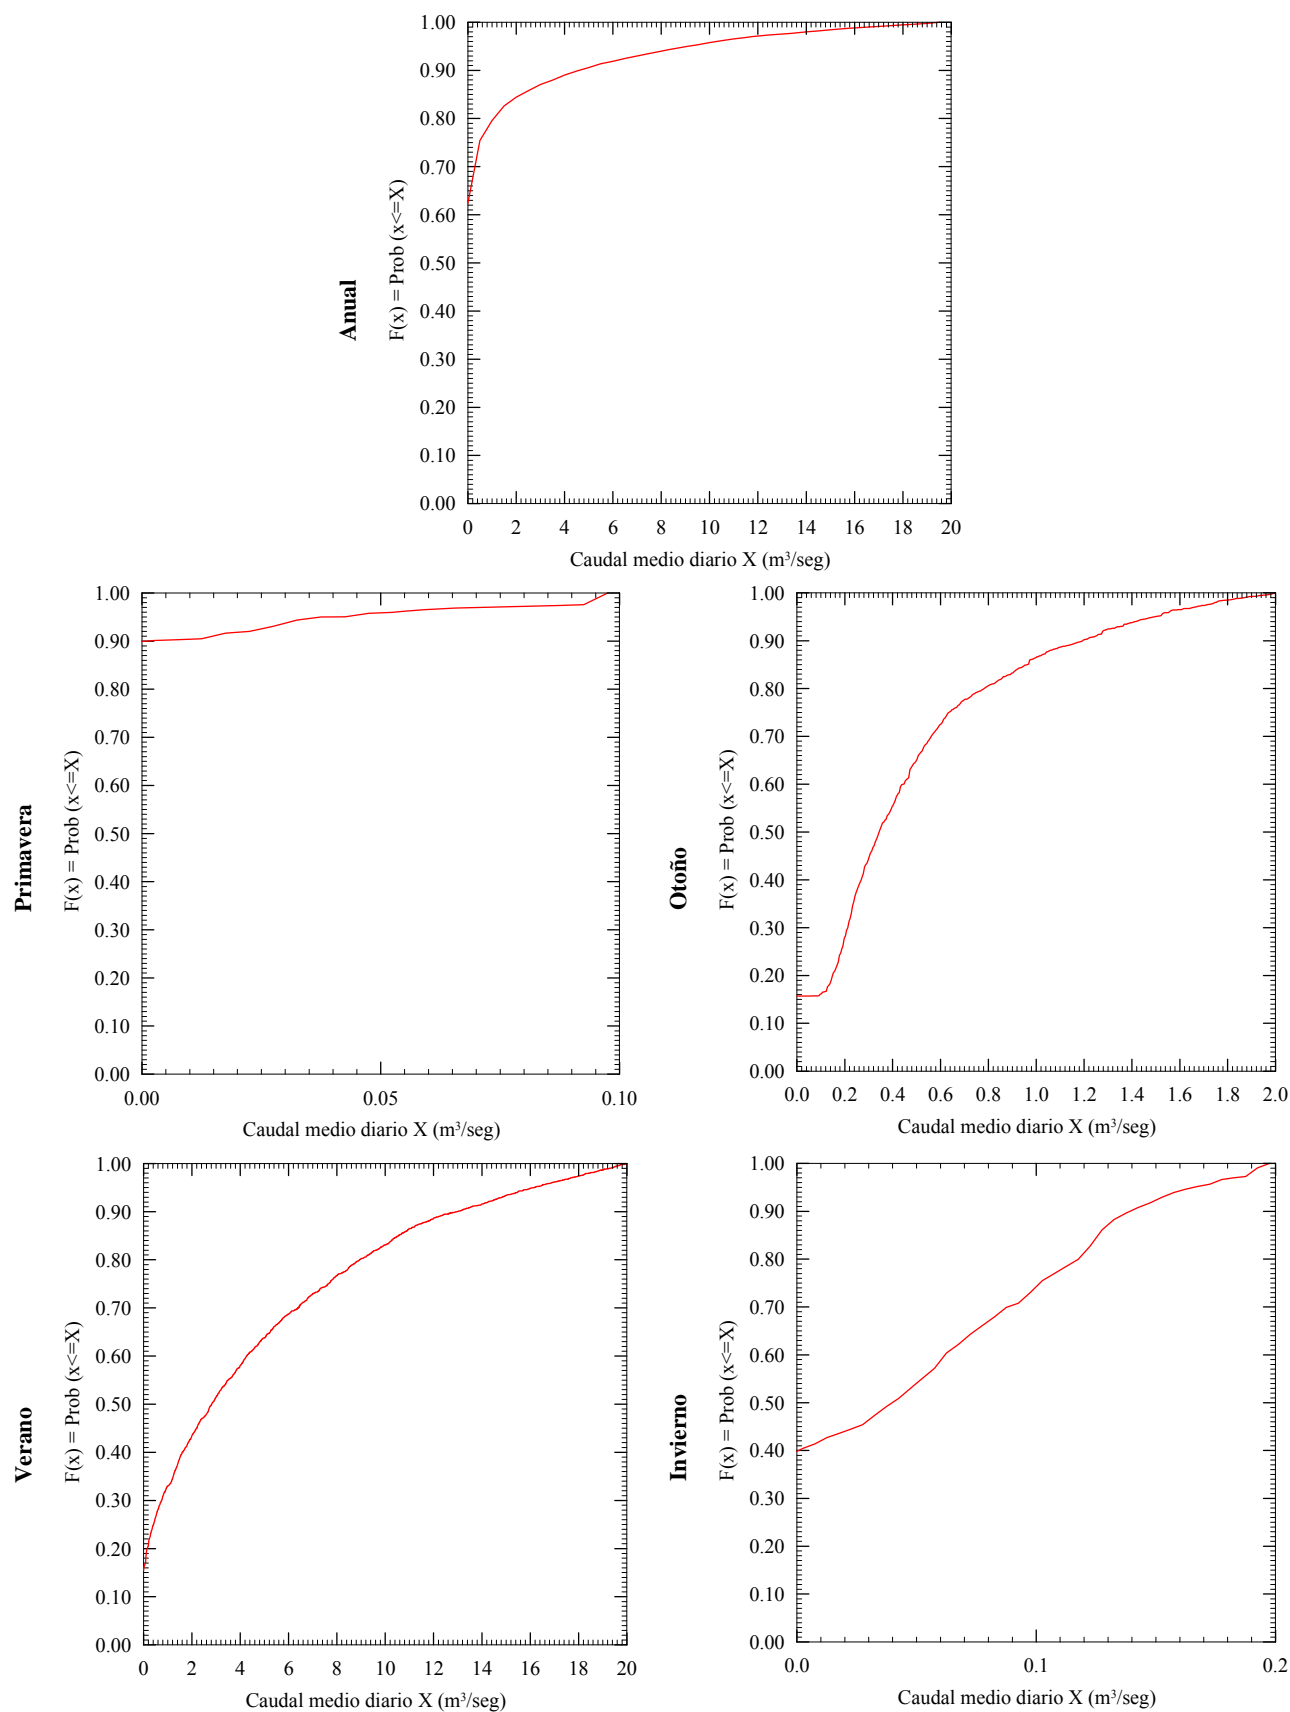 Anual
F(x) = Prob (x<=X)
1.00
0.90
0.80
0.70
0.60
0.50
0.40
0.30
0.20
0.10
0.00
0 2 4 6 8 10 12 14 16 18 20
Caudal medio diario X (m³/seg)
Primavera
F(x) = Prob (x<=X)
1.00
0.90
0.80
0.70
0.60
0.50
0.40
0.30
0.20
0.10
0.00
0.00 0.05 0.10
Caudal medio diario X (m³/seg)
Otoño
F(x) = Prob (x<=X)
1.00
0.90
0.80
0.70
0.60
0.50
0.40
0.30
0.20
0.10
0.00
0.0 0.2 0.4 0.6 0.8 1.0 1.2 1.4 1.6 1.8 2.0
Caudal medio diario X (m³/seg)
Verano
F(x) = Prob (x<=X)
1.00
0.90
0.80
0.70
0.60
0.50
0.40
0.30
0.20
0.10
0.00
0 2 4 6 8 10 12 14 16 18 20
Caudal medio diario X (m³/seg)
Invierno
F(x) = Prob (x<=X)
1.00
0.90
0.80
0.70
0.60
0.50
0.40
0.30
0.20
0.10
0.00
0.0 0.1 0.2
Caudal medio diario X (m³/seg)